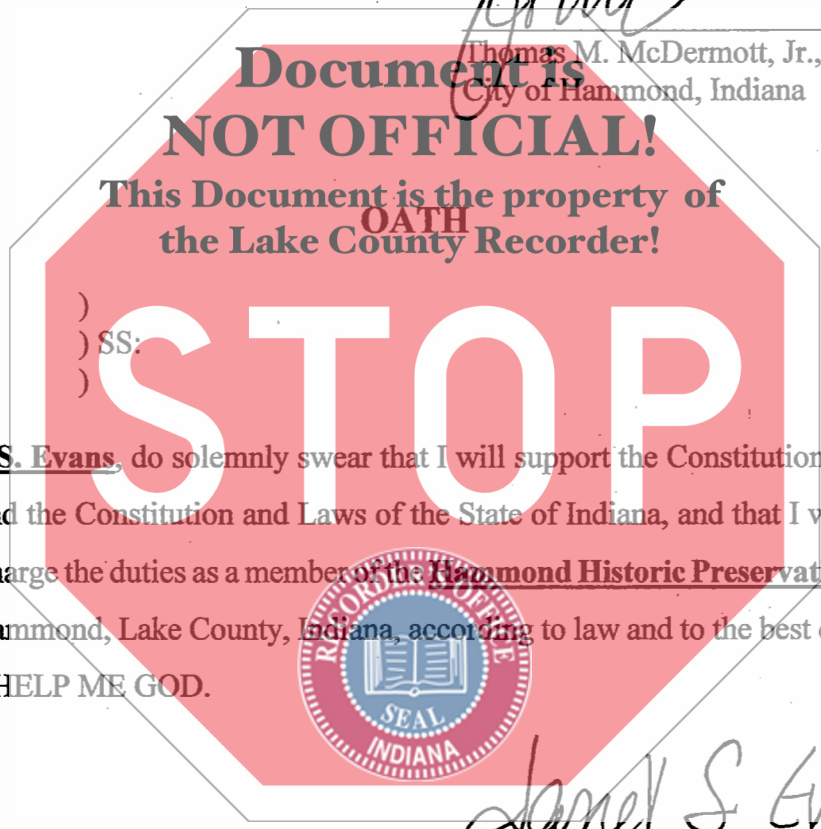 Thomas M. McDermott, Jr.,
City of Hammond, Indiana
Document is
NOT OFFICIAL!
This Document is the property of
the Lake County Recorder!
OATH
)
) SS:
)
STOP
S. Evans, do solemnly swear that I will support the Constitution
d the Constitution and Laws of the State of Indiana, and that I w
arge the duties as a member of the Hammond Historic Preservat
ammond, Lake County, Indiana, according to law and to the best
HELP ME GOD.
RECORDER'S OFFICE
SEAL
INDIANA
S Ev